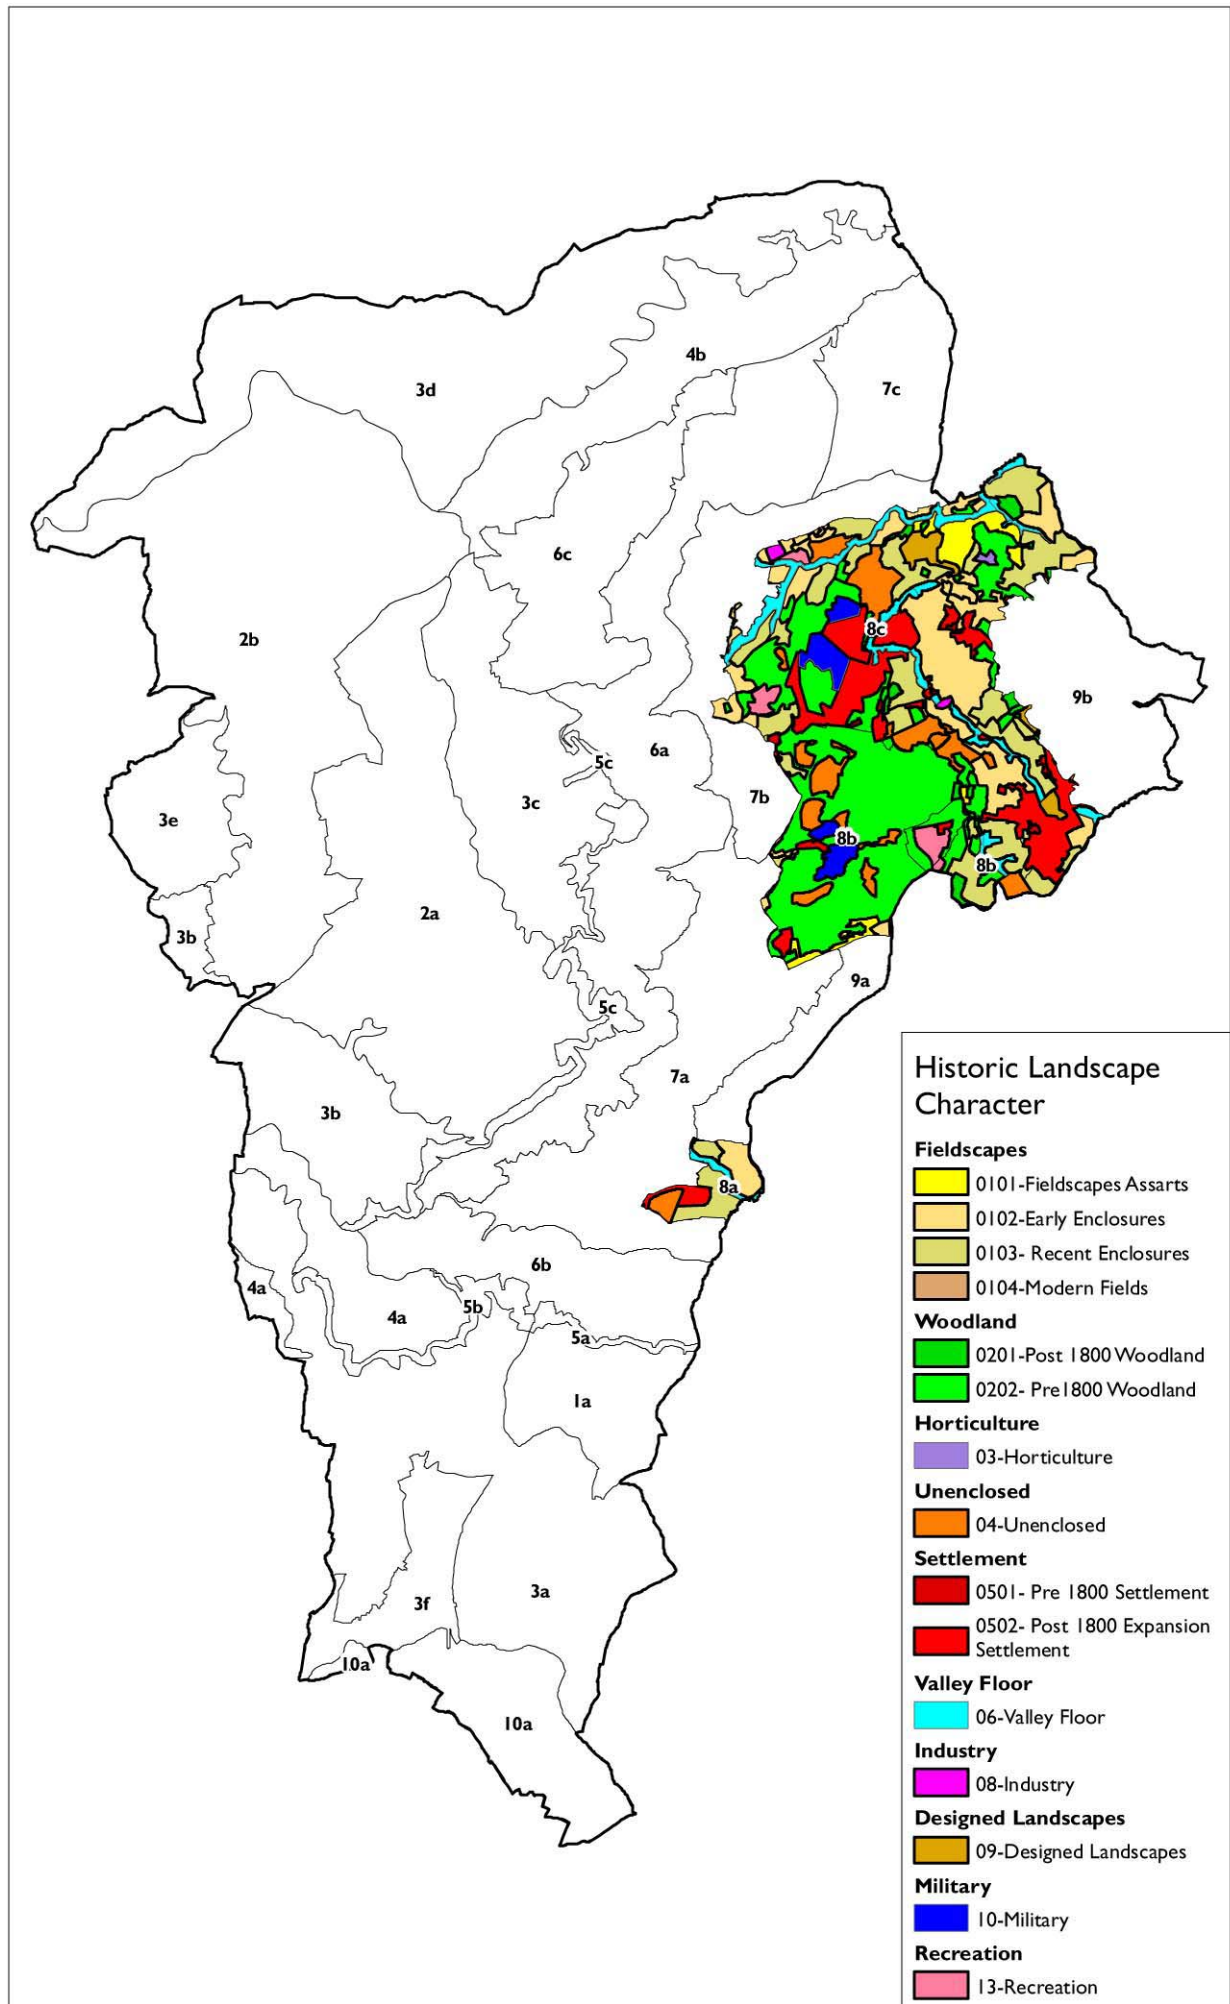 4b
3d
7c
6c
8c
2b
9b
5c
6a
3c
7b
3e
8b
8b
2a
3b
9a
5c
7a
3b
8a
6b
4a
4a
5b
5a
1a
3f
3a
10a
10a
Historic Landscape
Character
Fieldscapes
0101-Fieldscapes Assarts
0102-Early Enclosures
0103- Recent Enclosures
0104-Modern Fields
Woodland
0201-Post 1800 Woodland
0202- Pre1800 Woodland
Horticulture
03-Horticulture
Unenclosed
04-Unenclosed
Settlement
0501- Pre 1800 Settlement
0502- Post 1800 Expansion
Settlement
Valley Floor
06-Valley Floor
Industry
08-Industry
Designed Landscapes
09-Designed Landscapes
Military
10-Military
Recreation
13-Recreation